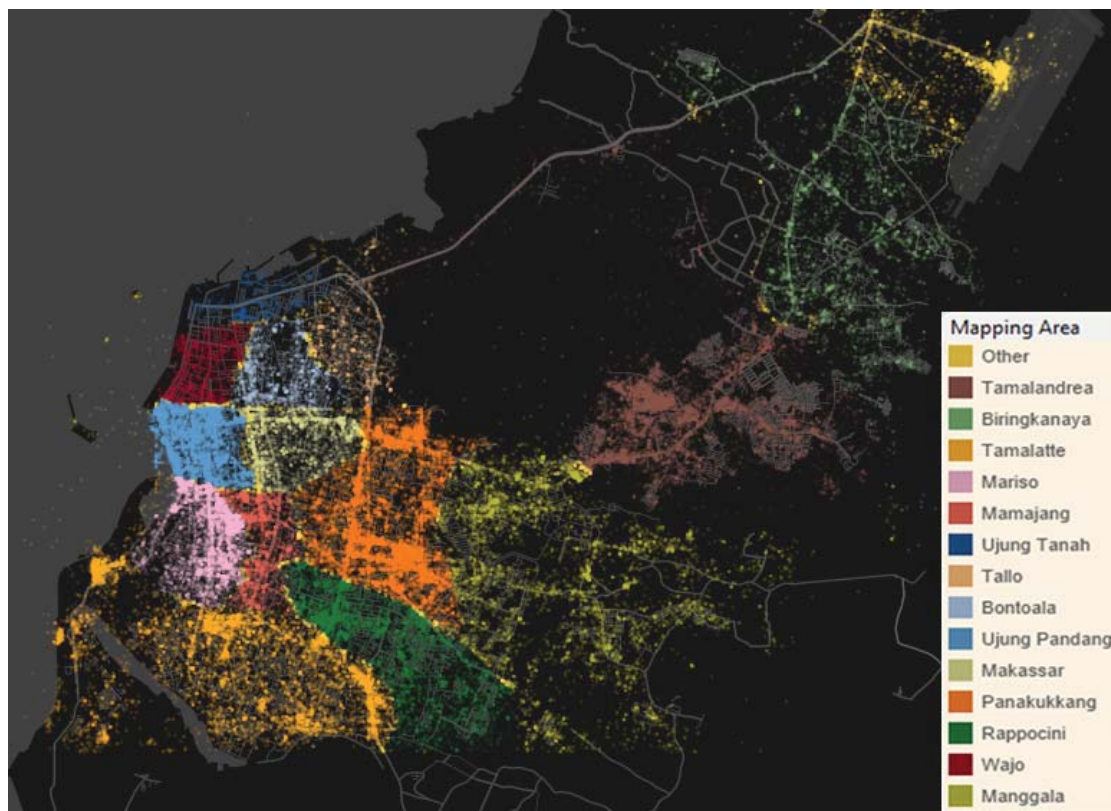 Mapping Area
Other
Tamalandrea
Biringkanaya
Tamalatte
Mariso
Mamajang
Ujung Tanah
Tallo
Bontoala
Ujung Pandang
Makassar
Panakukkang
Rappocini
Wajo
Manggala